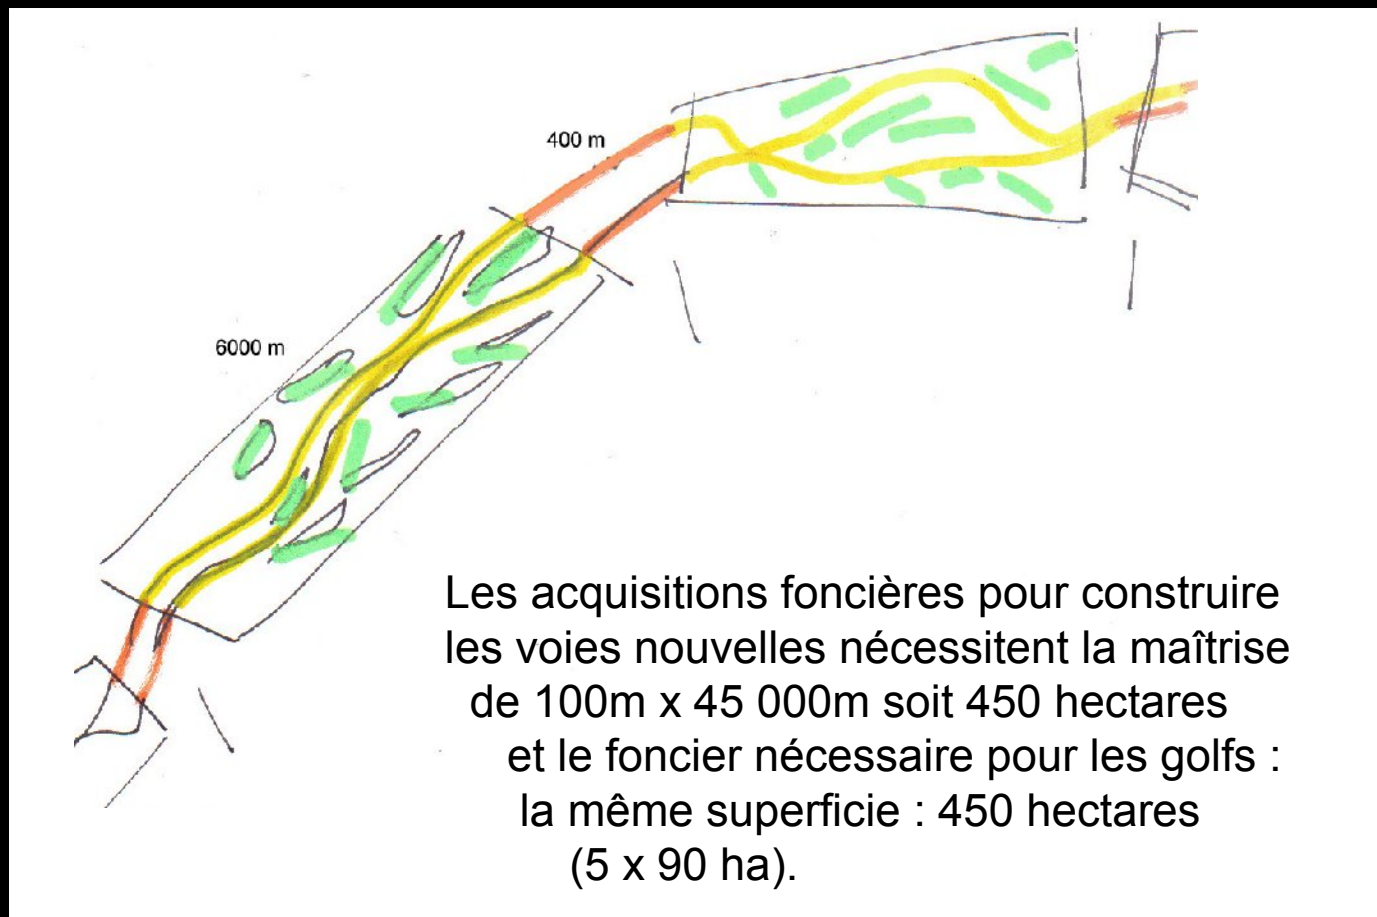 400 m
6000 m
Les acquisitions foncières pour construire
les voies nouvelles nécessitent la maîtrise
de 100m x 45 000m soit 450 hectares
et le foncier nécessaire pour les golfs :
la même superficie : 450 hectares
(5 x 90 ha).